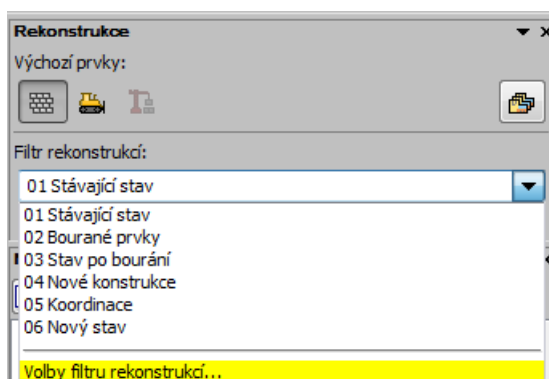 Rekonstrukce
Výchozí prvky:
Filtr rekonstrukcí:
01 Stávající stav
01 Stávající stav
02 Bourané prvky
03 Stav po bourání
04 Nové konstrukce
05 Koordinace
06 Nový stav
Volby filtru rekonstrukcí...